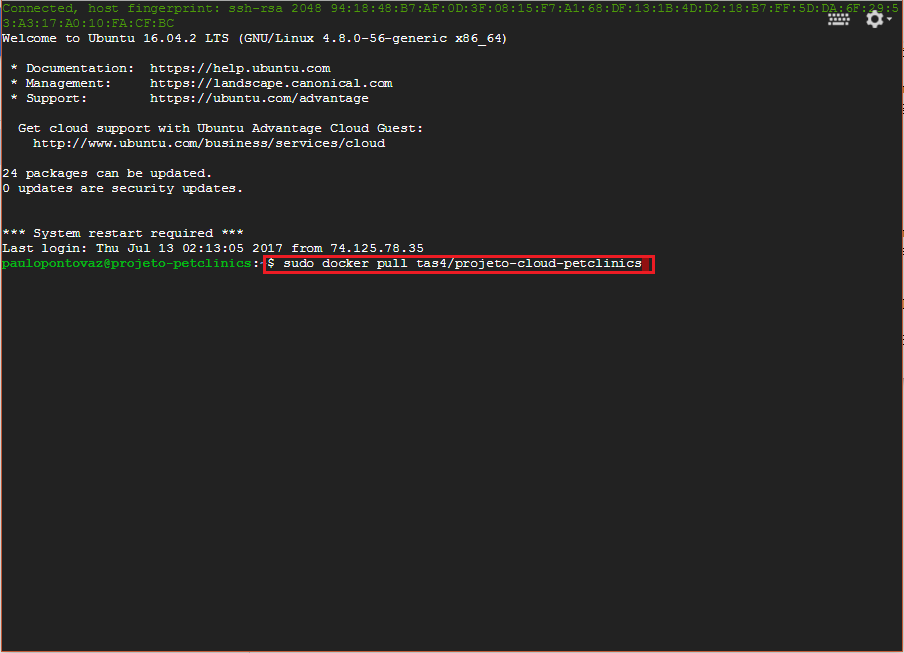 Connected, host fingerprint: ssh-rsa 2048 94:18:48:B7:AF:0D:3F:08:15:F7:A1:68:DF:13:1B:4D:D2:18:B7:FF:5D:DA:6F:29:5
3:A3:17:A0:10:FA:CF:BC
Welcome to Ubuntu 16.04.2 LTS (GNU/Linux 4.8.0-56-generic x86_64)
* Documentation:  https://help.ubuntu.com
* Management:     https://landscape.canonical.com
* Support:        https://ubuntu.com/advantage
Get cloud support with Ubuntu Advantage Cloud Guest:
http://www.ubuntu.com/business/services/cloud
24 packages can be updated.
0 updates are security updates.
*** System restart required ***
Last login: Thu Jul 13 02:13:05 2017 from 74.125.78.35
paulopontovaz@projeto-petclinics:~$ sudo docker pull tas4/projeto-cloud-petclinics